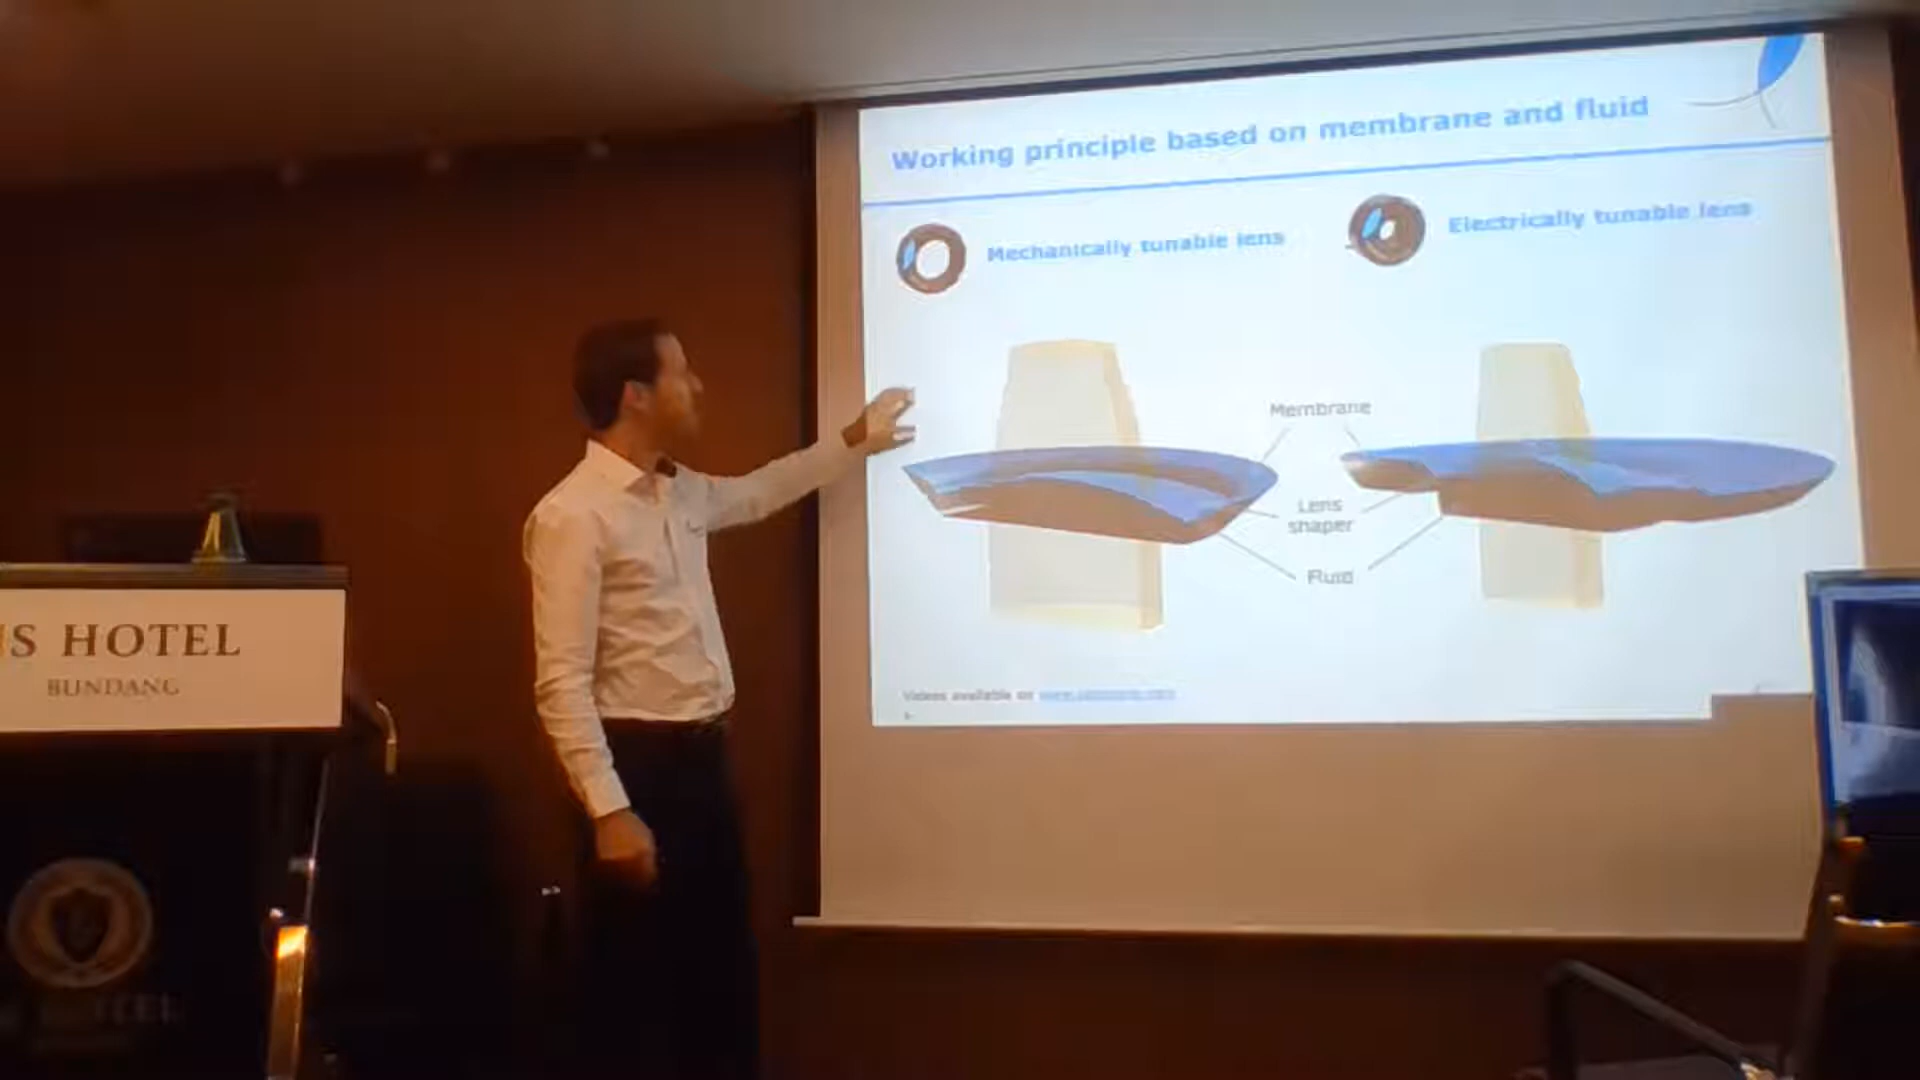 Working principle based on membrane and fluid
Mechanically tunable lens
Electrically tunable lens
Membrane
Lens
shaper
Fluid
Videos available on
S HOTEL
BUNDANG